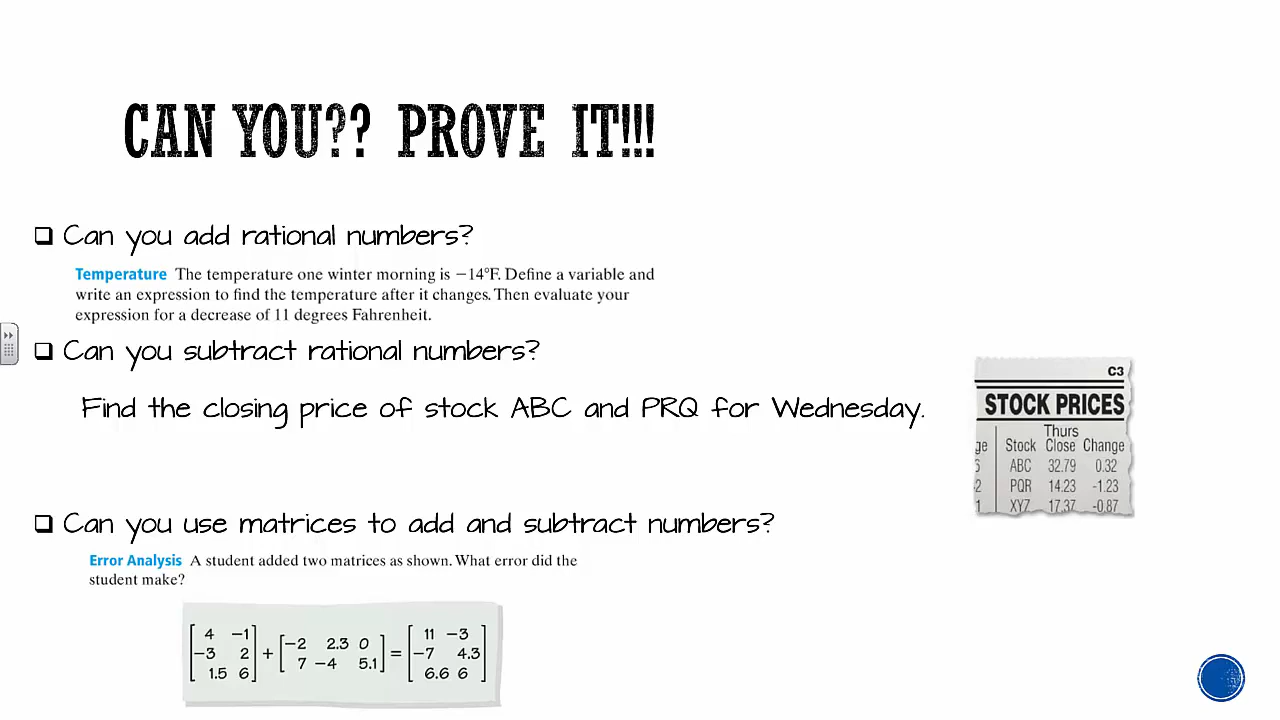 CAN YOU?? PROVE IT!!!
Can you add rational numbers?
Temperature The temperature one winter morning is −14°F. Define a variable and
write an expression to find the temperature after it changes. Then evaluate your
expression for a decrease of 11 degrees Fahrenheit.
Can you subtract rational numbers?
Find the closing price of stock ABC and PRQ for Wednesday.
C3
STOCK PRICES
Thurs
ge Stock Close Change
ABC 32.79 0.32
2 PQR 14.23 -1.23
1 XYZ 17.37 -0.87
Can you use matrices to add and subtract numbers?
Error Analysis A student added two matrices as shown. What error did the
student make?
4 −1 −2 2.3 0 11 −3
−3 2 + 7 −4 5.1 = −7 4.3
1.5 6 6.6 6